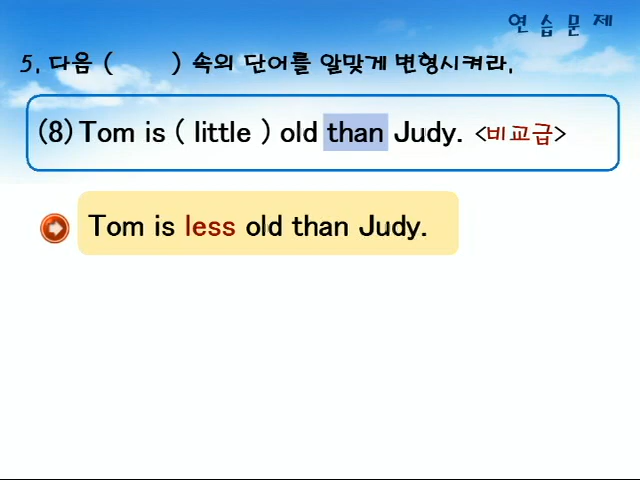 연 습 문 제
5. 다음 (      ) 속의 단어를 알맞게 변형시켜라.
(8) Tom is ( little ) old than Judy. <비교급>
Tom is less old than Judy.